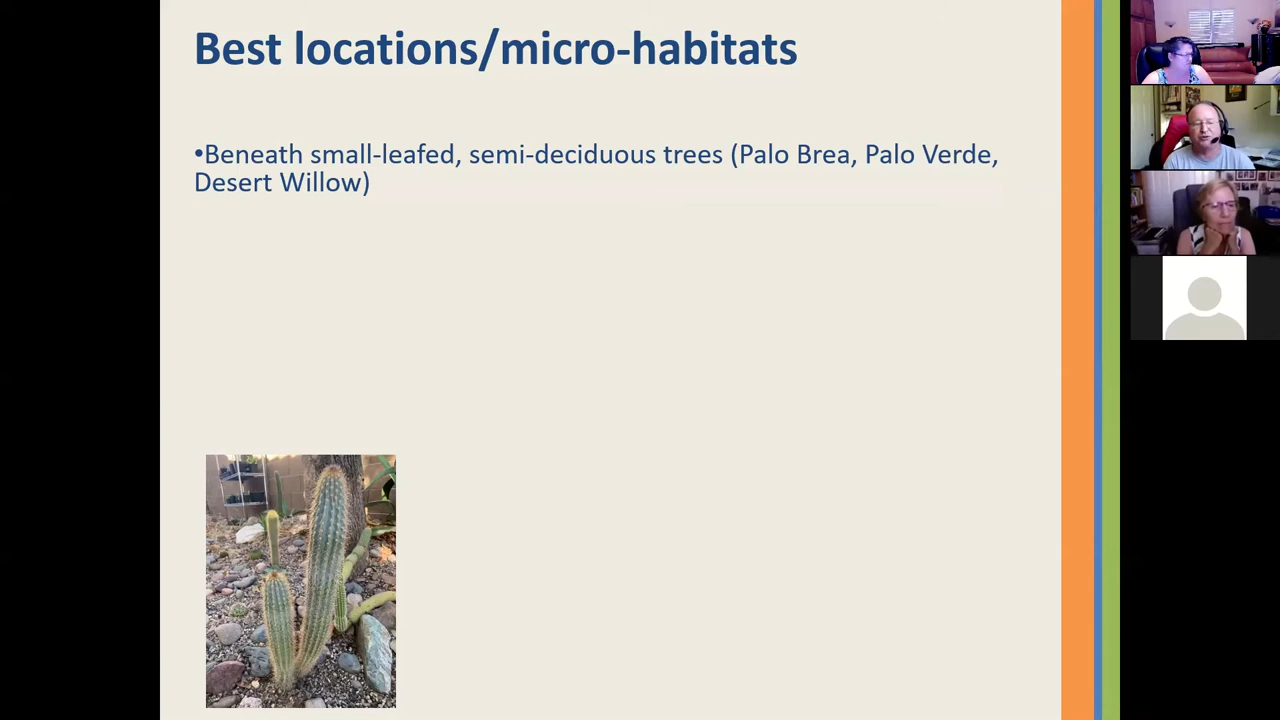 Best locations/micro-habitats
•Beneath small-leafed, semi-deciduous trees (Palo Brea, Palo Verde,
Desert Willow)